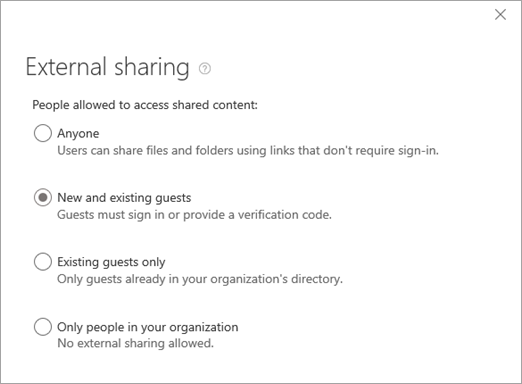 External sharing
People allowed to access shared content:
Anyone
Users can share files and folders using links that don't require sign-in.
New and existing guests
Guests must sign in or provide a verification code.
Existing guests only
Only guests already in your organization's directory.
Only people in your organization
No external sharing allowed.